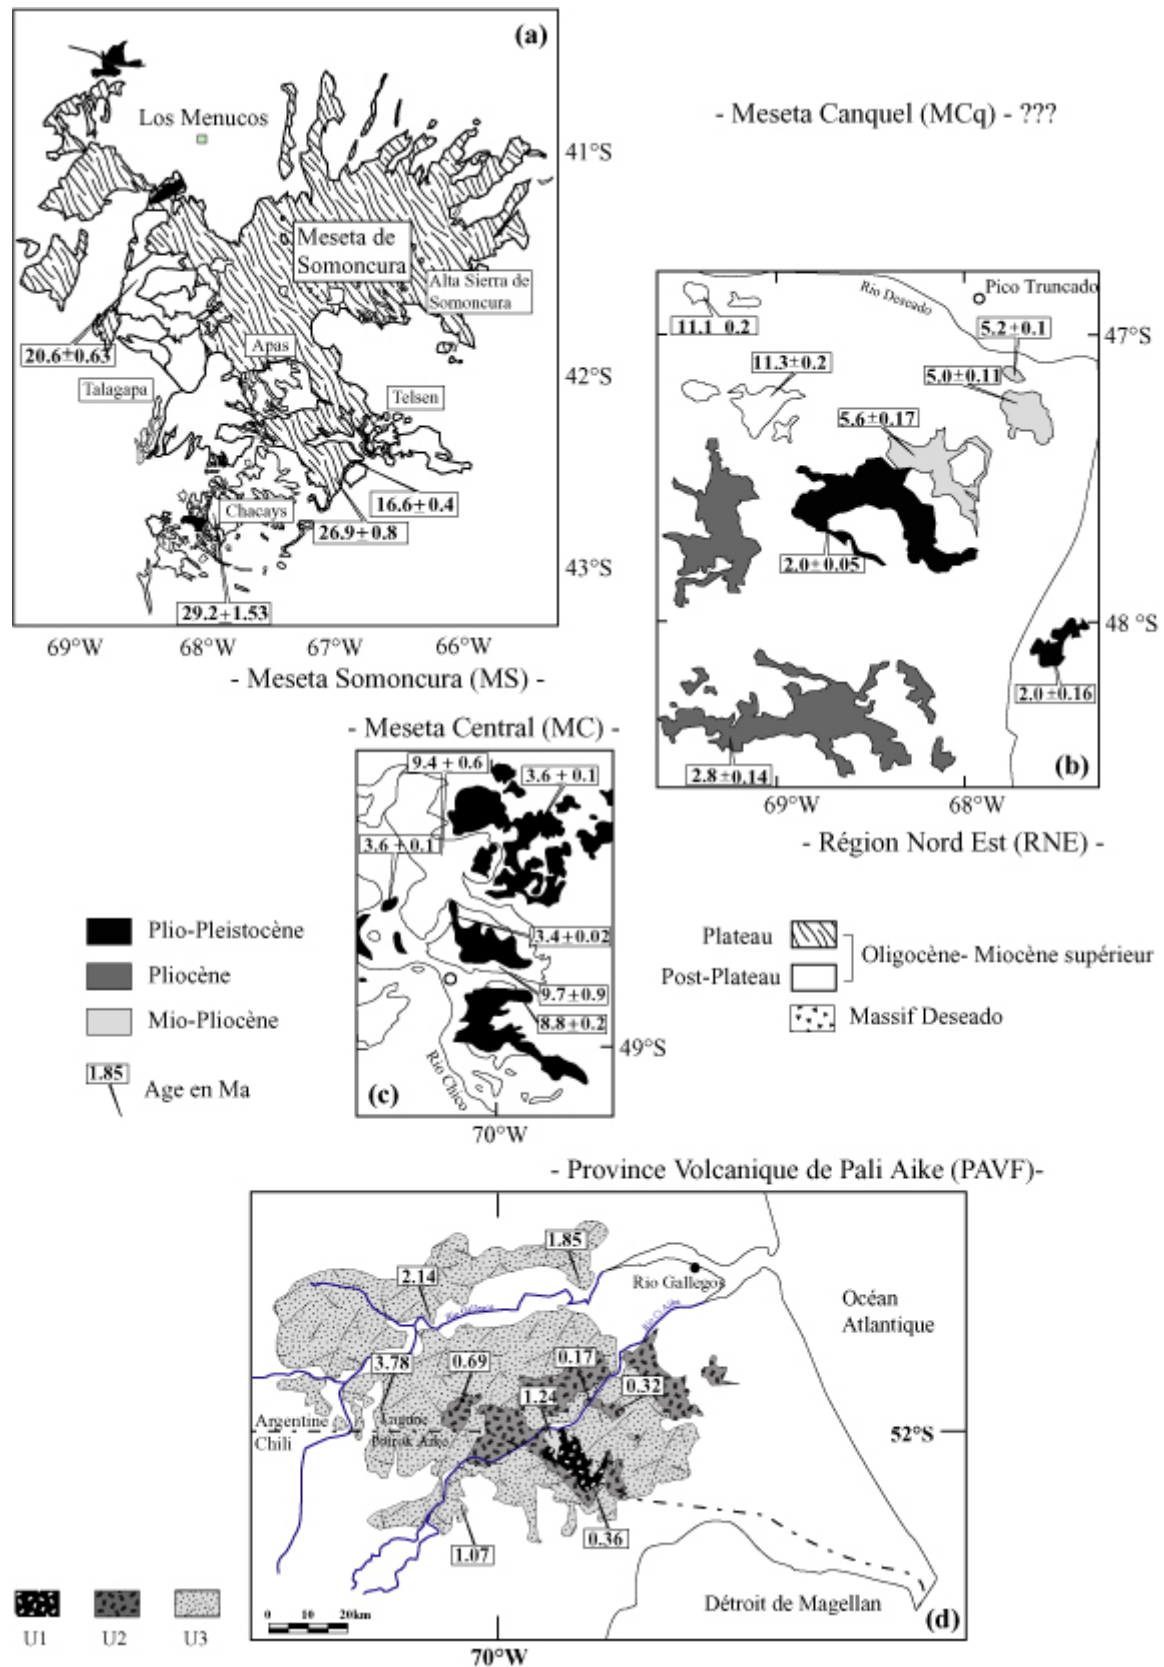 (a)
Los Menucos
41°S
Meseta de
Somoncura
Alta Sierra de
Somoncura
20.6±0.63
Apas
42°S
Talagapa
Telsen
16.6±0.4
Chacays
26.9±0.8
43°S
29.2±1.53
69°W
68°W
67°W
66°W
- Meseta Somoncura (MS) -
- Meseta Canquel (MCq) - ???
Rio Deseado
Pico Truncado
11.1 0.2
5.2±0.1
47°S
11.3±0.2
5.0±0.11
5.6±0.17
2.0±0.05
48 °S
2.0±0.16
2.8±0.14
(b)
69°W
68°W
- Région Nord Est (RNE) -
- Meseta Central (MC) -
9.4 + 0.6
3.6 + 0.1
3.6 + 0.1
3.4+0.02
9.7+0.9
8.8+0.2
49°S
Rio Chico
(c)
70°W
Plio-Pleistocène
Pliocène
Mio-Pliocène
1.85
Age en Ma
Plateau
Post-Plateau
Oligocène- Miocène supérieur
Massif Deseado
- Province Volcanique de Pali Aike (PAVF)-
1.85
2.14
Rio Gallegos
Rio Gallegos
Océan
Atlantique
3.78
0.69
0.17
0.32
1.24
Argentine
Chili
52°S
0.36
1.07
Détroit de Magellan
(d)
0 10 20km
70°W
U1
U2
U3